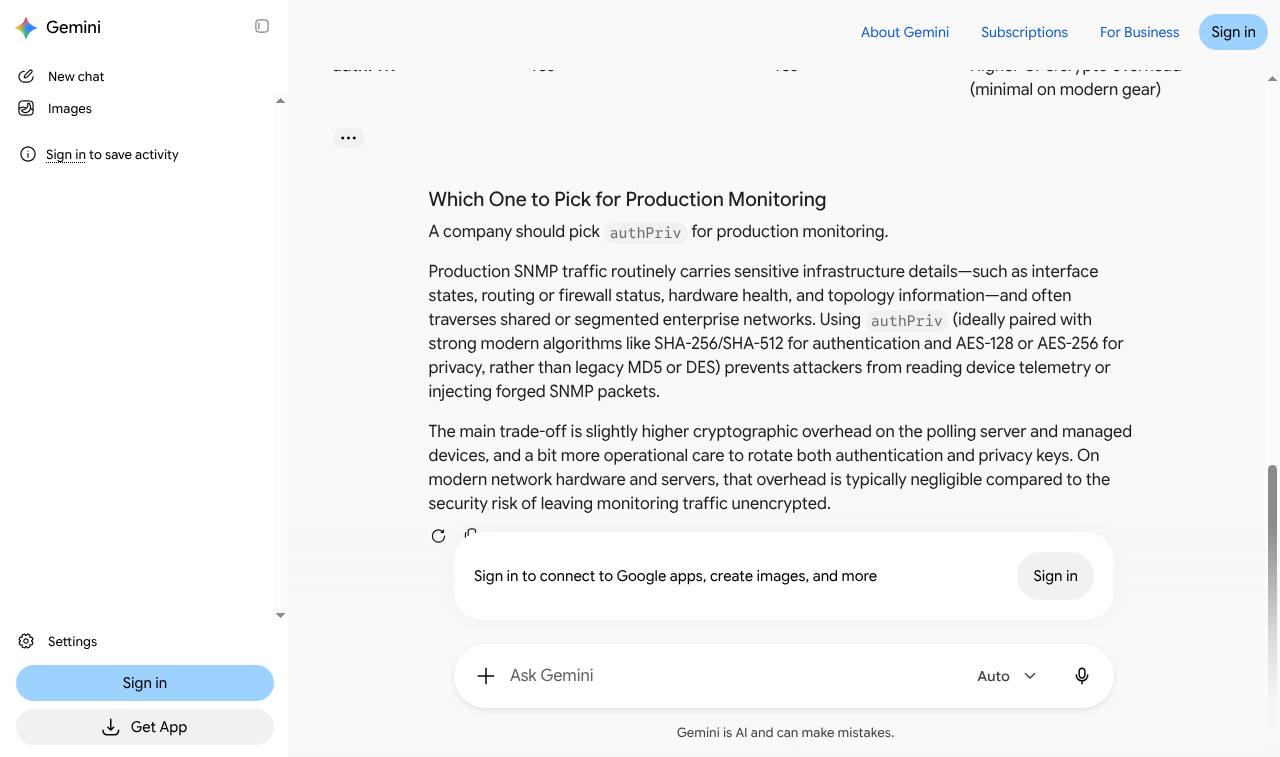 Gemini
New chat
Images
Sign in to save activity
Settings
Sign in
Get App
About Gemini
Subscriptions
For Business
Sign in
(minimal on modern gear)
Which One to Pick for Production Monitoring
A company should pick authPriv for production monitoring.
Production SNMP traffic routinely carries sensitive infrastructure details—such as interface
states, routing or firewall status, hardware health, and topology information—and often
traverses shared or segmented enterprise networks. Using authPriv (ideally paired with
strong modern algorithms like SHA-256/SHA-512 for authentication and AES-128 or AES-256 for
privacy, rather than legacy MD5 or DES) prevents attackers from reading device telemetry or
injecting forged SNMP packets.
The main trade-off is slightly higher cryptographic overhead on the polling server and managed
devices, and a bit more operational care to rotate both authentication and privacy keys. On
modern network hardware and servers, that overhead is typically negligible compared to the
security risk of leaving monitoring traffic unencrypted.
Sign in to connect to Google apps, create images, and more
Sign in
Ask Gemini
Auto
Gemini is AI and can make mistakes.